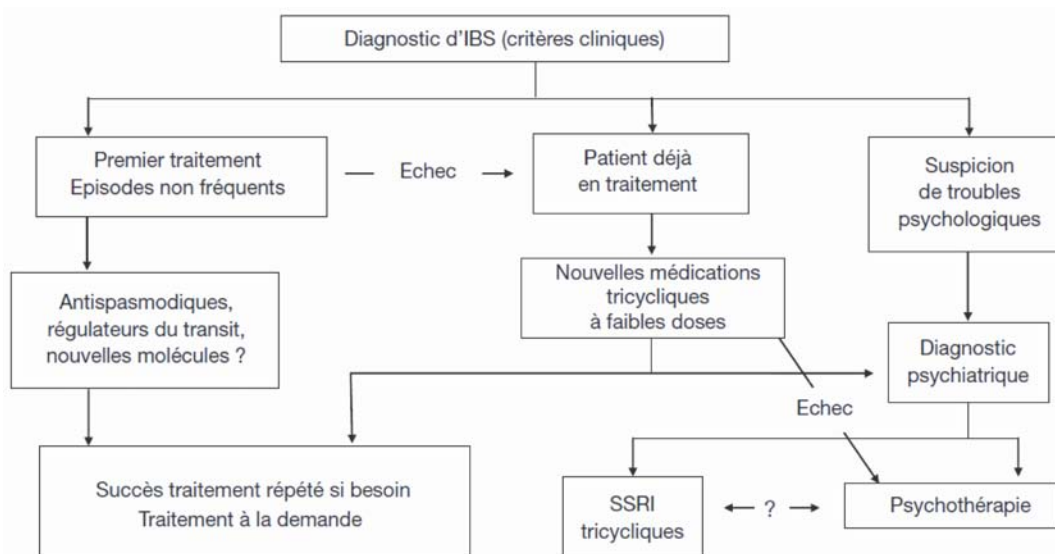 Diagnostic d'IBS (critères cliniques)
Premier traitement
Episodes non fréquents
Echec
Patient déjà
en traitement
Suspicion
de troubles
psychologiques
Antispasmodiques,
régulateurs du transit,
nouvelles molécules ?
Nouvelles médications
tricycliques
à faibles doses
Diagnostic
psychiatrique
Echec
Succès traitement répété si besoin
Traitement à la demande
SSRI
tricycliques
?
Psychothérapie